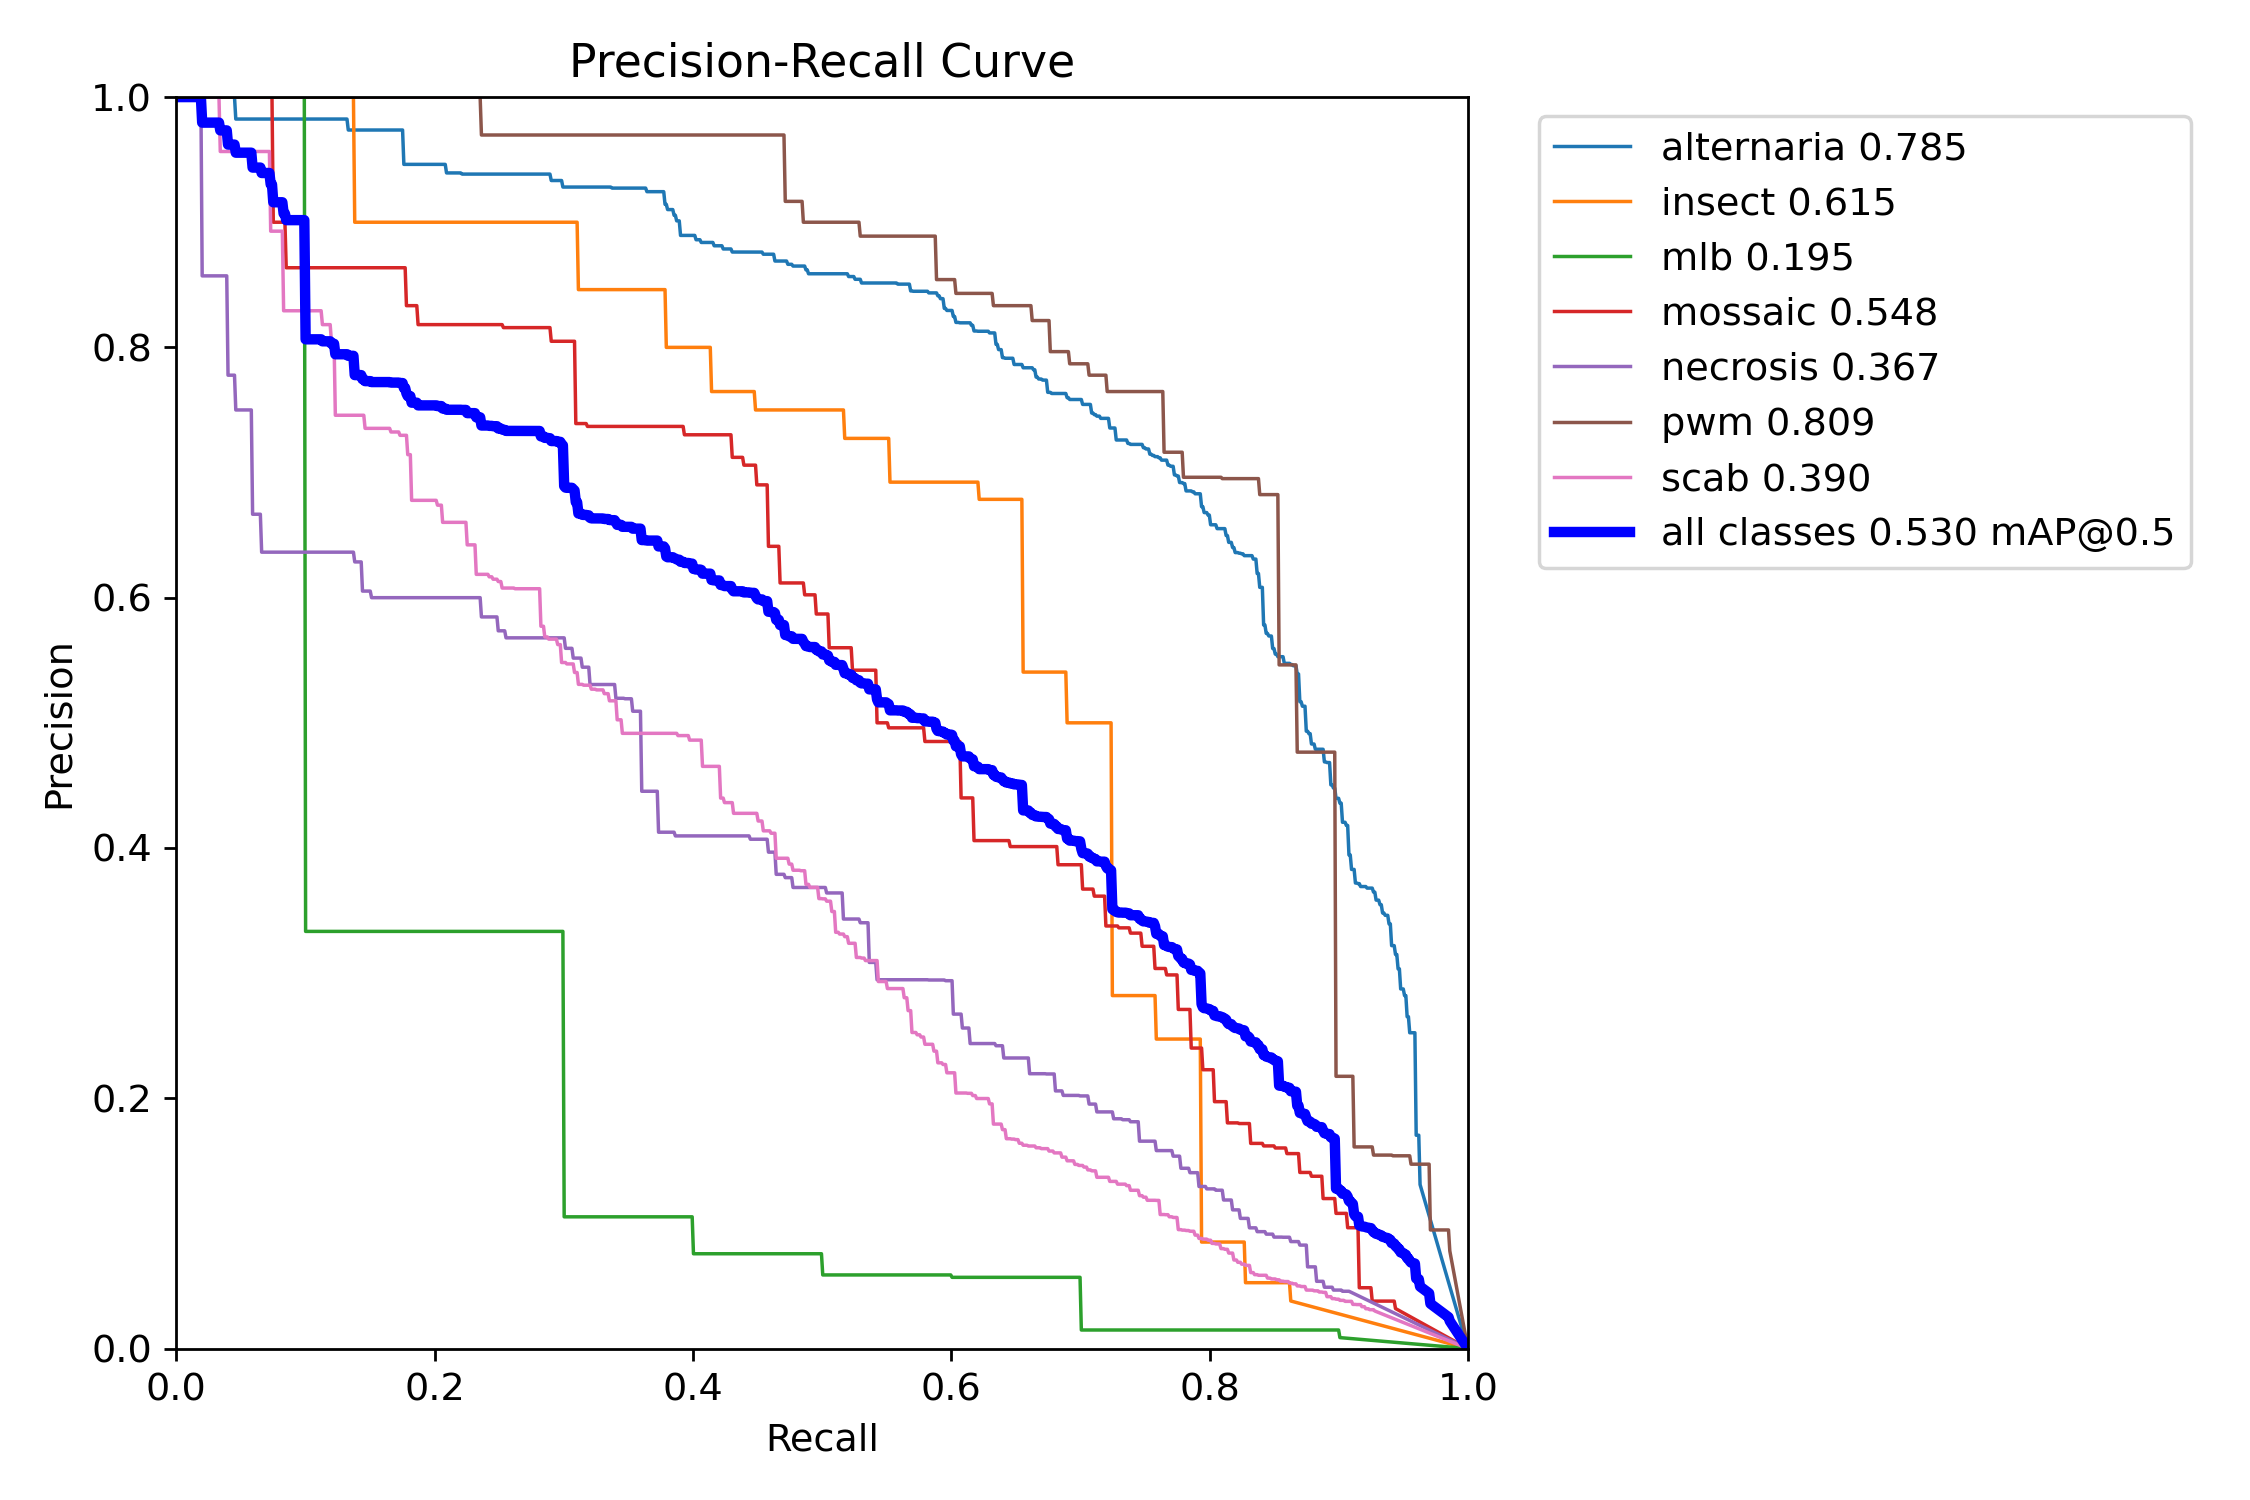 Precision-Recall Curve
1.0
0.8
0.6
0.4
0.2
0.0
Precision
0.0 0.2 0.4 0.6 0.8 1.0
Recall
alternaria 0.785
insect 0.615
mlb 0.195
mossaic 0.548
necrosis 0.367
pwm 0.809
scab 0.390
all classes 0.530 mAP@0.5